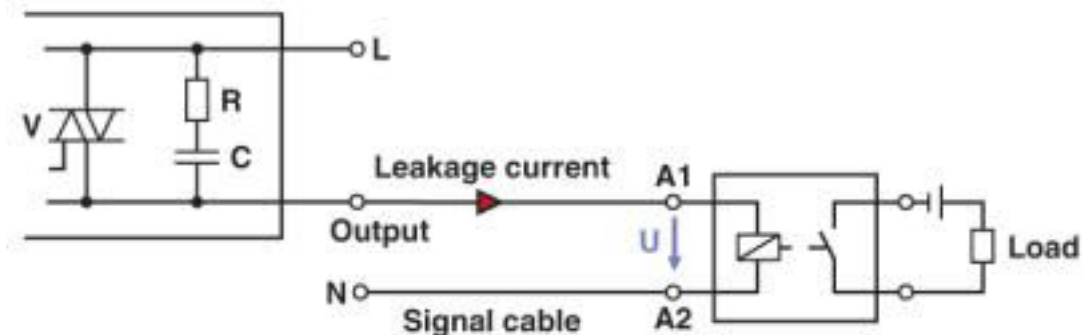 L
V
R
C
Leakage current
A1
Output
U
Load
N
Signal cable
A2